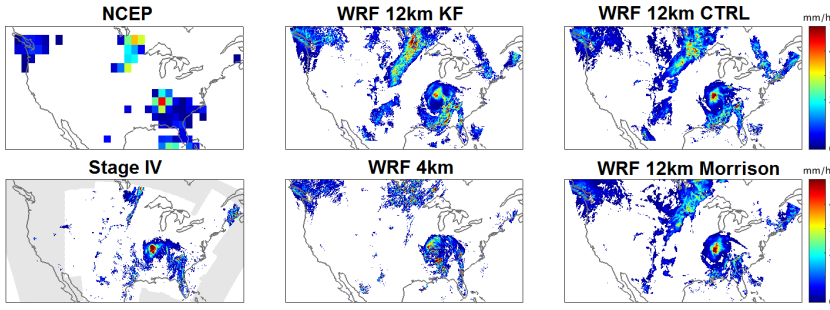 NCEP
WRF 12km KF
WRF 12km CTRL
mm/h
Stage IV
WRF 4km
WRF 12km Morrison
mm/h